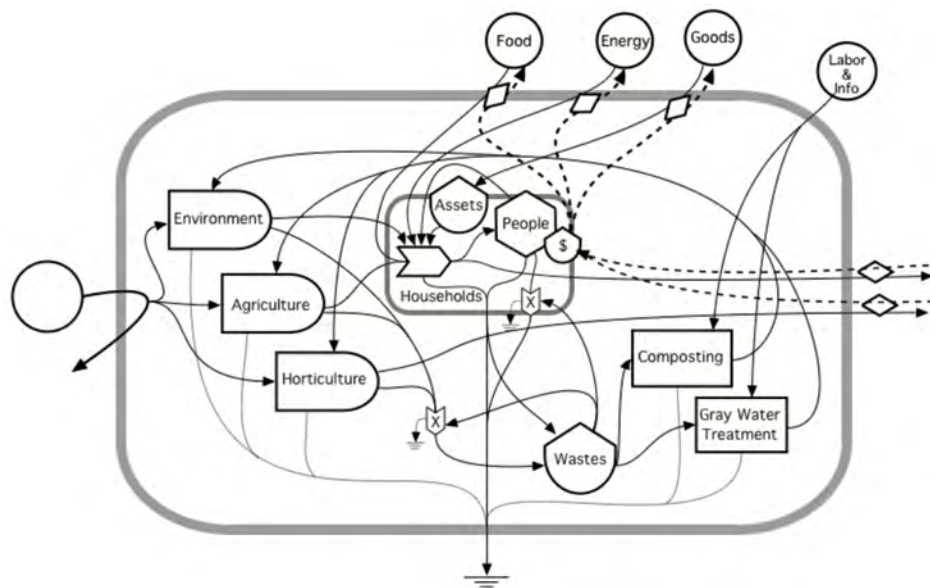 Food
Energy
Goods
Labor
&
Info
Environment
Assets
People
$
Agriculture
Households
X
Horticulture
X
Composting
Gray Water
Treatment
Wastes